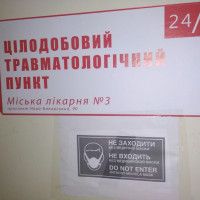 24/
ЦІЛОДОБОВИЙ
ТРАВМАТОЛОГІЧНИЙ
ПУНКТ
Міська лікарня №3
НЕ ЗАХОДИТИ
НЕ ВХОДИТЬ
DO NOT ENTER